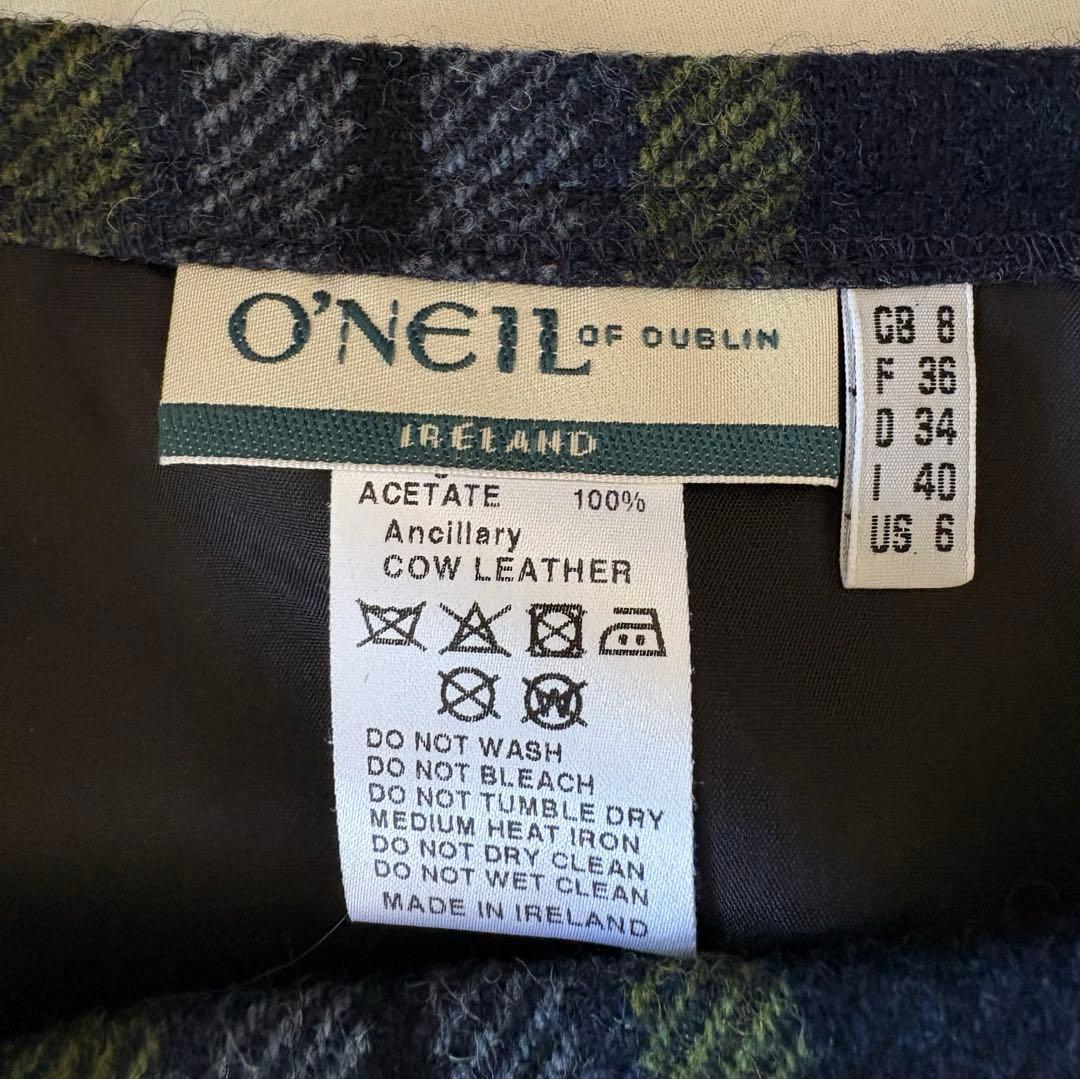 O'NEIL OF DUBLIN
IRELAND
GB 8
F 36
D 34
I 40
US 6
ACETATE 100%
Ancillary
COW LEATHER
W
DO NOT WASH
DO NOT BLEACH
DO NOT TUMBLE DRY
MEDIUM HEAT IRON
DO NOT DRY CLEAN
DO NOT WET CLEAN
MADE IN IRELAND